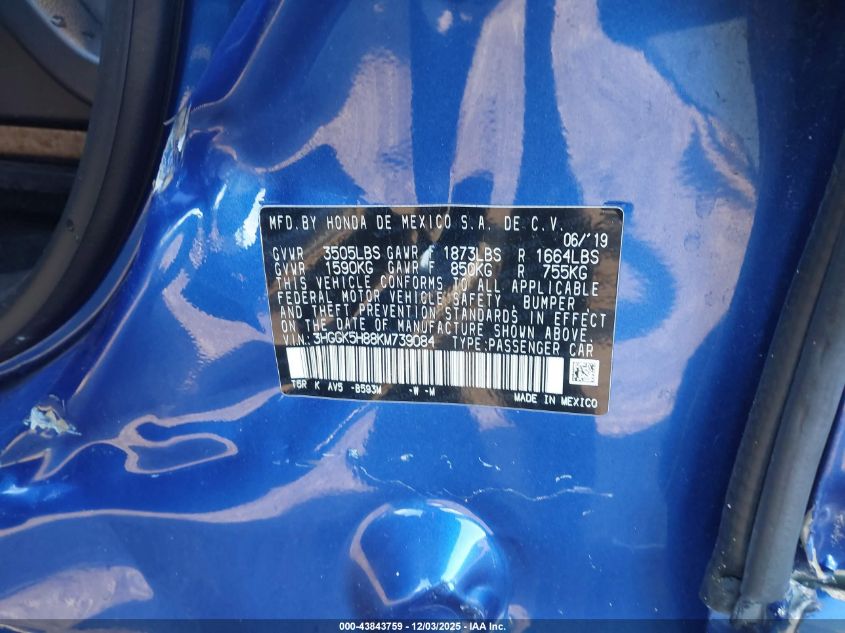 MFD.BY HONDA DE MEXICO S.A. DE C.V.
06/'19
GVWR 3505LBS GAWR F 1873LBS R 1664LBS
GVWR 1590KG GAWR F 850KG R 755KG
THIS VEHICLE CONFORMS TO ALL APPLICABLE
FEDERAL MOTOR VEHICLE SAFETY, BUMPER,
AND THEFT PREVENTION STANDARDS IN EFFECT
ON THE DATE OF MANUFACTURE SHOWN ABOVE.
VIN: 3HGGK5H88KM739084 TYPE:PASSENGER CAR
T5R K AV5 -B593M -W -M
MADE IN MEXICO
000-43843759 - 12/03/2025 - IAA Inc.